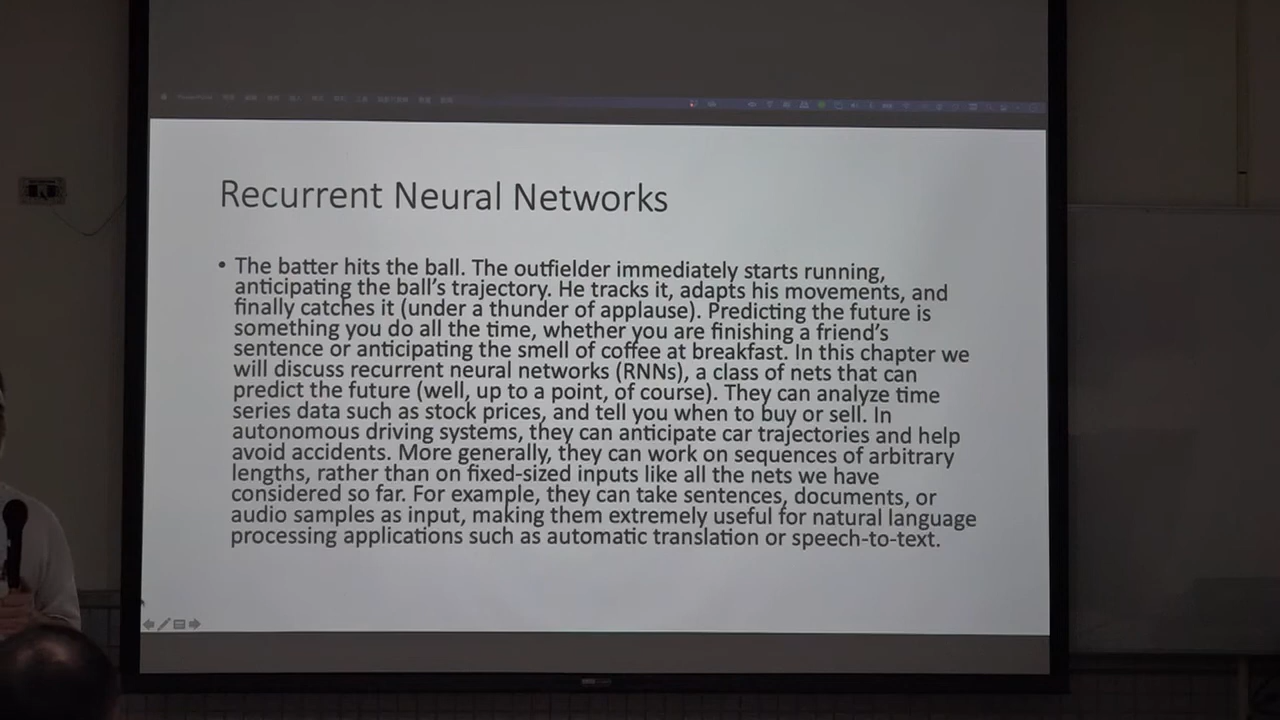 Recurrent Neural Networks
• The batter hits the ball. The outfielder immediately starts running,
anticipating the ball's trajectory. He tracks it, adapts his movements, and
finally catches it (under a thunder of applause). Predicting the future is
something you do all the time, whether you are finishing a friend's
sentence or anticipating the smell of coffee at breakfast. In this chapter we
will discuss recurrent neural networks (RNNs), a class of nets that can
predict the future (well, up to a point, of course). They can analyze time
series data such as stock prices, and tell you when to buy or sell. In
autonomous driving systems, they can anticipate car trajectories and help
avoid accidents. More generally, they can work on sequences of arbitrary
lengths, rather than on fixed-sized inputs like all the nets we have
considered so far. For example, they can take sentences, documents, or
audio samples as input, making them extremely useful for natural language
processing applications such as automatic translation or speech-to-text.